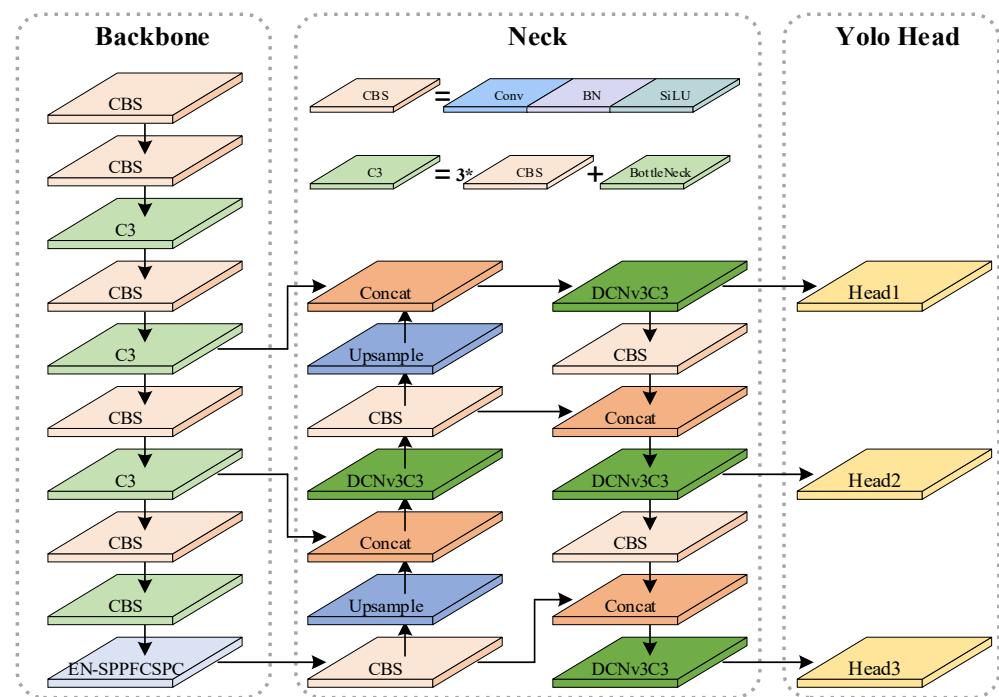 Backbone
Neck
Yolo Head
CBS
CBS
C3
CBS
C3
CBS
C3
CBS
CBS
EN-SPPFCSPC
CBS = Conv BN SiLU
C3 = 3* CBS + BottleNeck
Concat
Upsample
CBS
DCNv3C3
Concat
Upsample
CBS
DCNv3C3
CBS
Concat
DCNv3C3
CBS
Concat
DCNv3C3
Head1
Head2
Head3